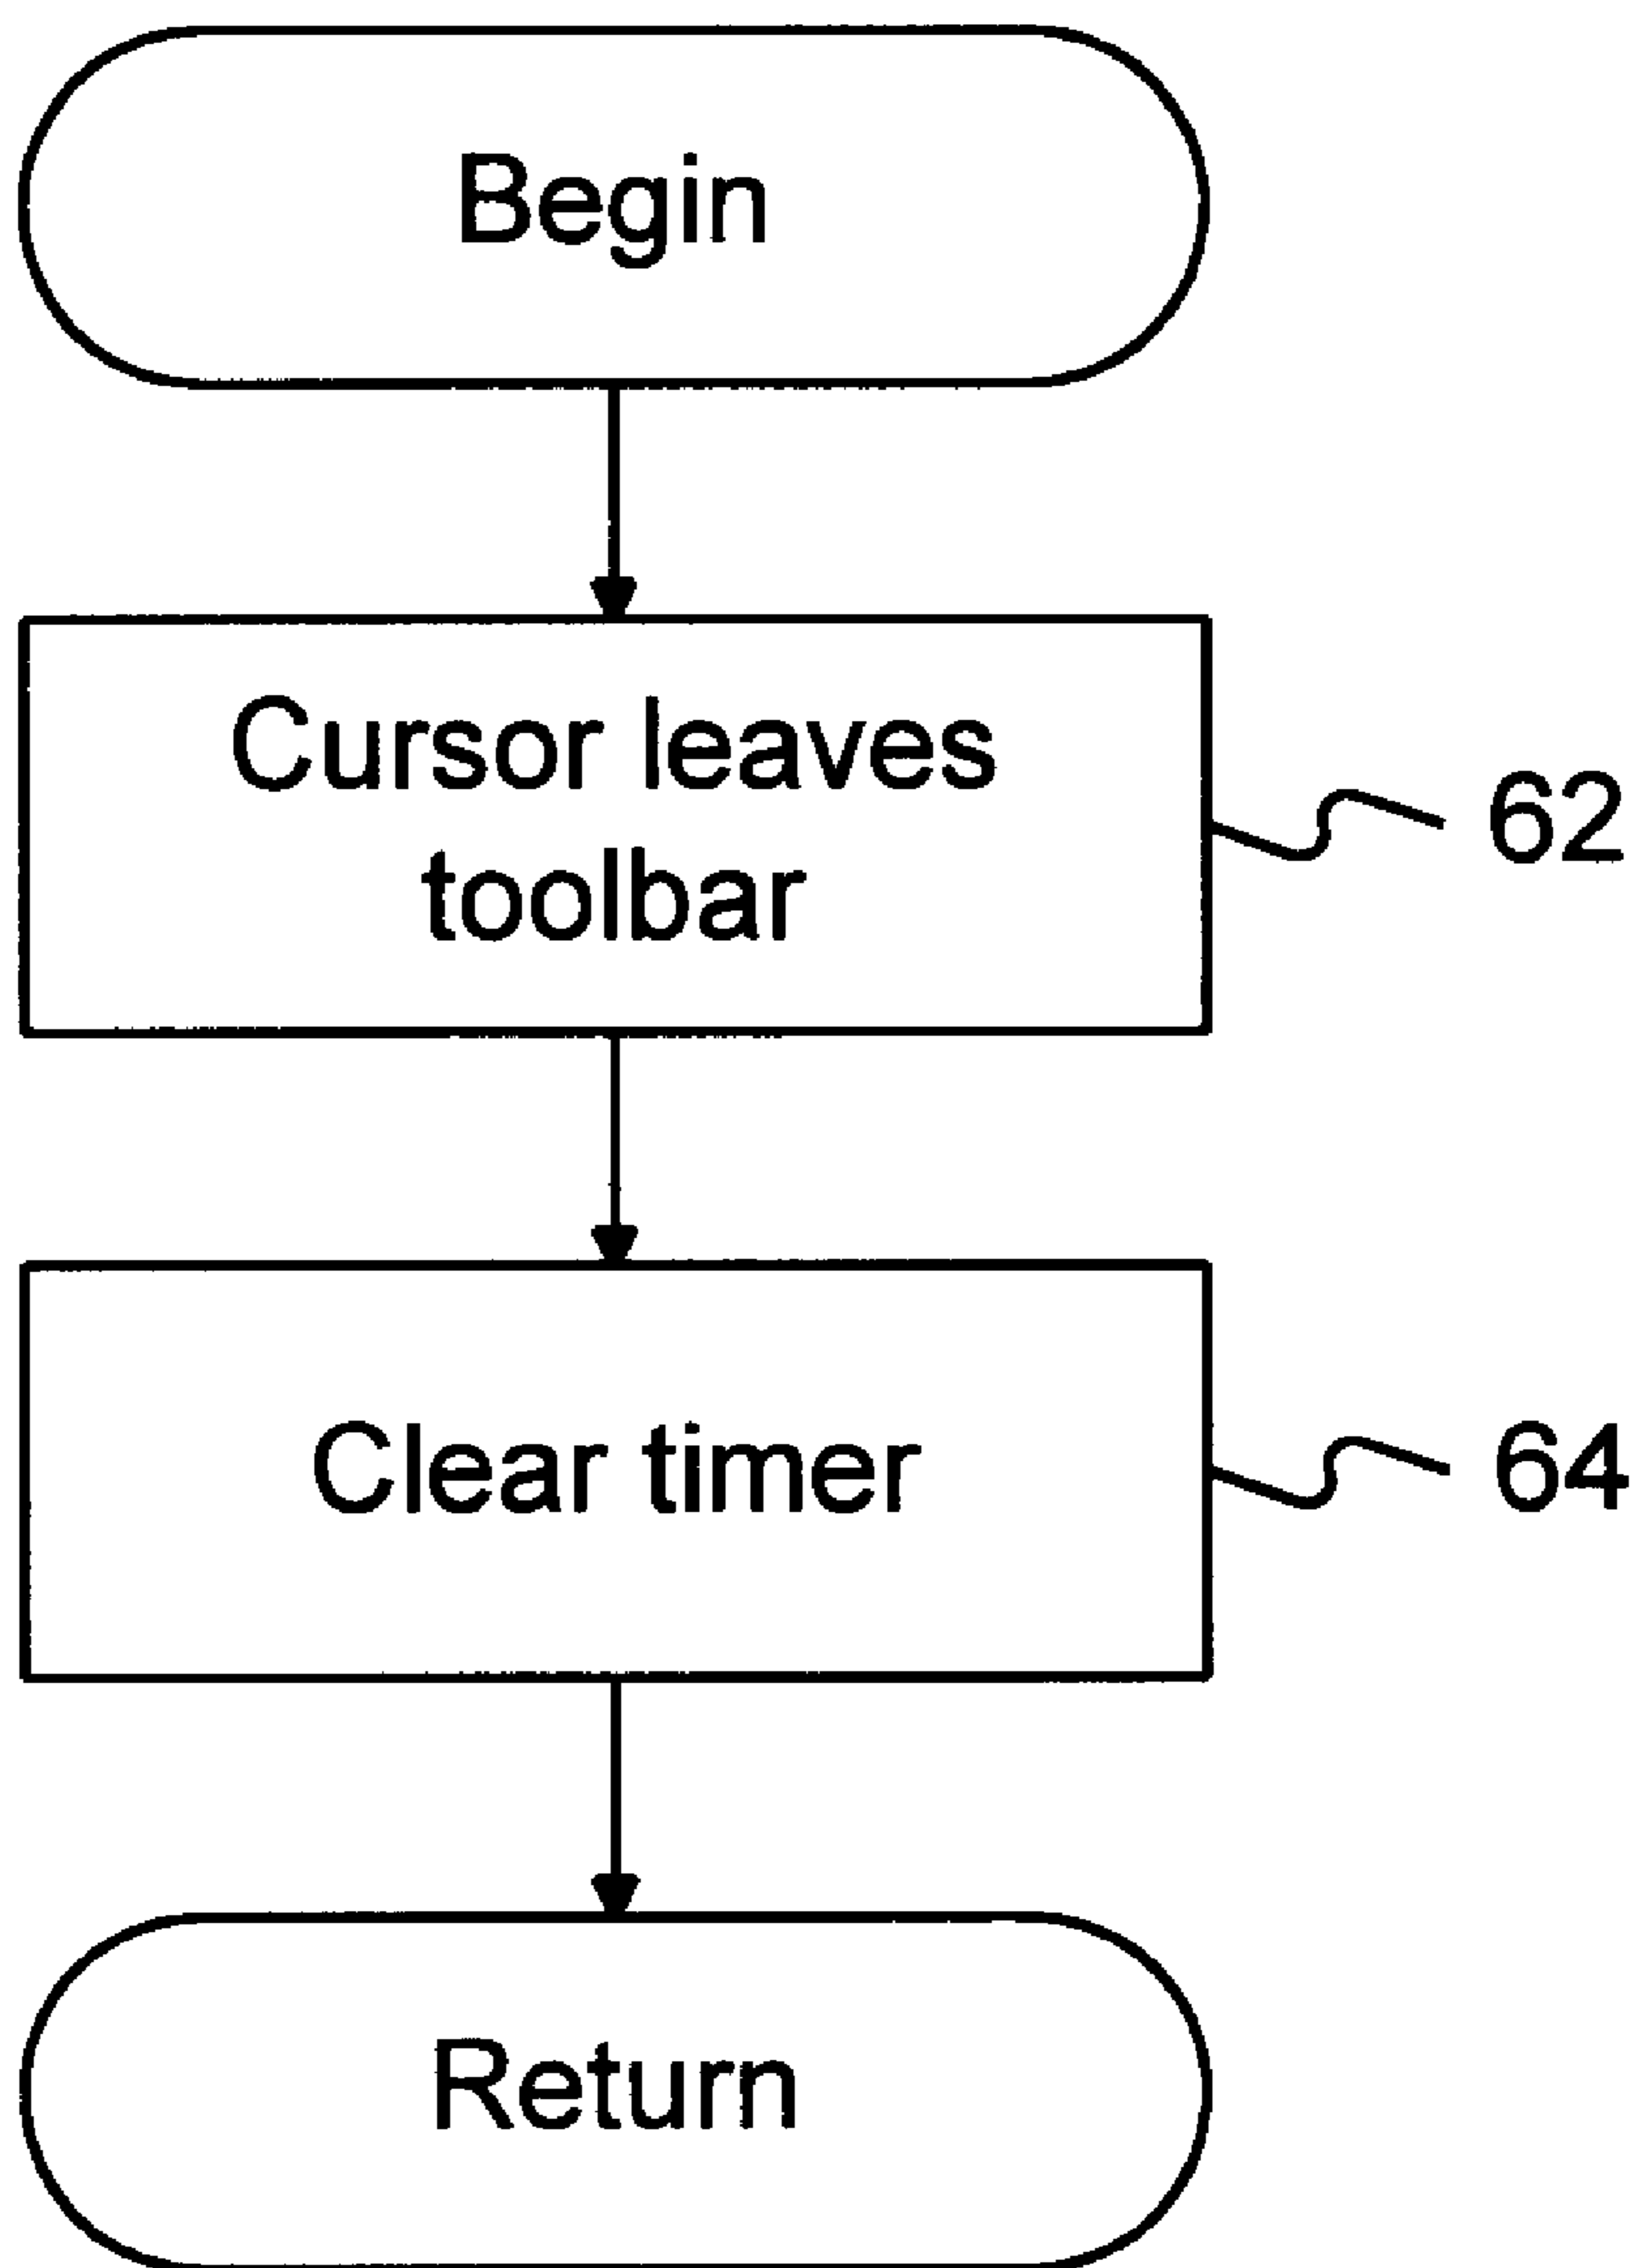 Begin
Cursor leaves
toolbar
62
Clear timer
64
Return